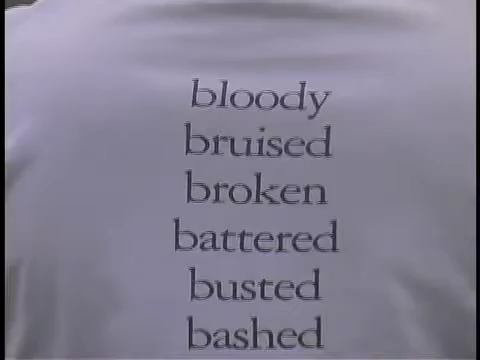 bloody
bruised
broken
battered
busted
bashed